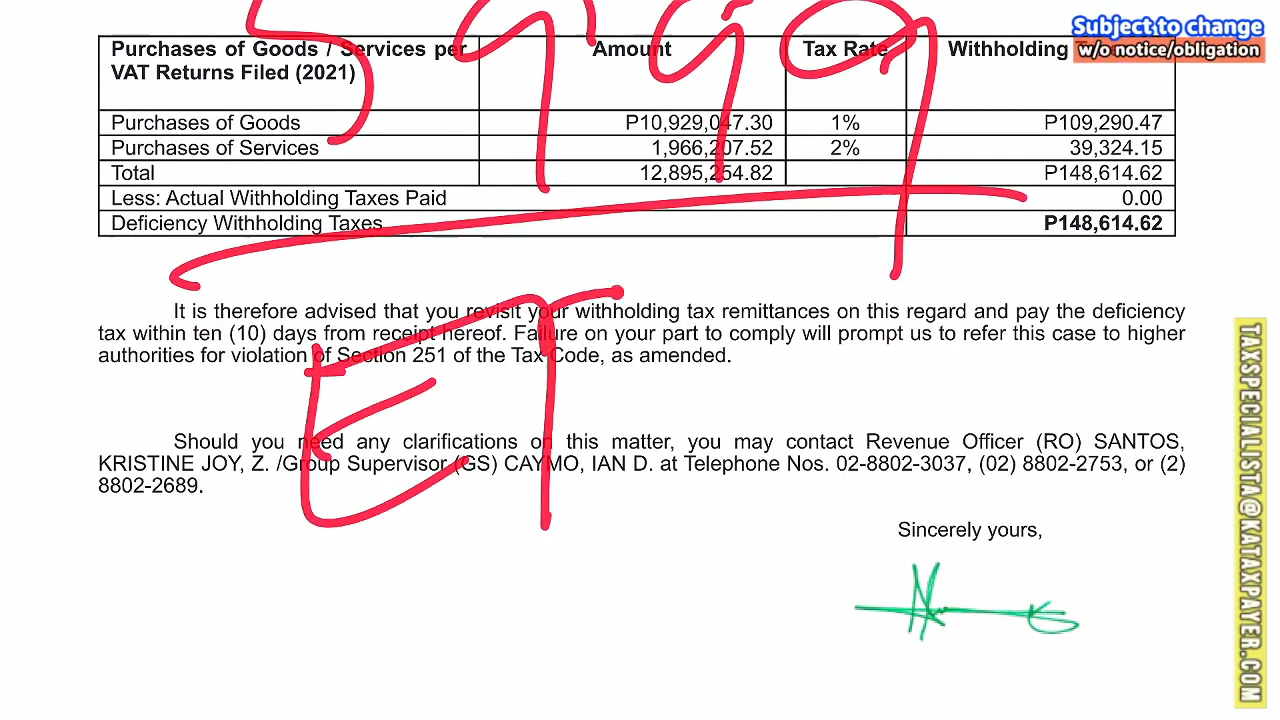 Subject to change
w/o notice/obligation
5999
Purchases of Goods / Services per VAT Returns Filed (2021) Amount Tax Rate Withholding
Purchases of Goods P10,929,047.30 1% P109,290.47
Purchases of Services 1,966,207.52 2% 39,324.15
Total 12,895,254.82 P148,614.62
Less: Actual Withholding Taxes Paid 0.00
Deficiency Withholding Taxes P148,614.62
It is therefore advised that you revisit your withholding tax remittances on this regard and pay the deficiency
tax within ten (10) days from receipt hereof. Failure on your part to comply will prompt us to refer this case to higher
authorities for violation of Section 251 of the Tax Code, as amended.
ET
Should you need any clarifications on this matter, you may contact Revenue Officer (RO) SANTOS,
KRISTINE JOY, Z. /Group Supervisor (GS) CAYMO, IAN D. at Telephone Nos. 02-8802-3037, (02) 8802-2753, or (2)
8802-2689.
Sincerely yours,
TAXSPECIALISTA@KATAXPAYER.COM